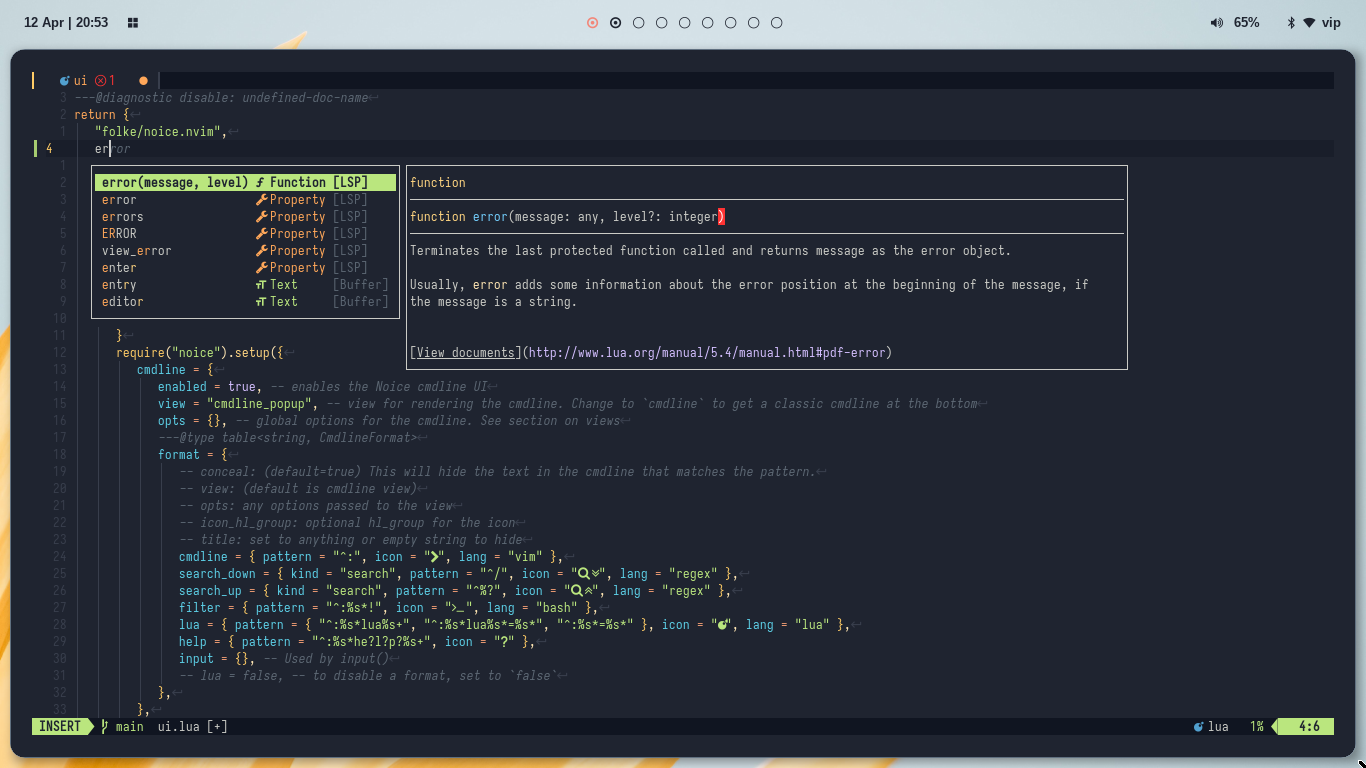 12 Apr | 20:53
65%
vip
ui 1
3 ---@diagnostic disable: undefined-doc-name
2 return {
1 "folke/noice.nvim",
4 error
1
2 error(message, level) ƒ Function [LSP]
3 error Property [LSP]
4 errors Property [LSP]
5 ERROR Property [LSP]
6 view_error Property [LSP]
7 enter Property [LSP]
8 entry Text [Buffer]
9 editor Text [Buffer]
10
function
function error(message: any, level?: integer)
Terminates the last protected function called and returns message as the error object.
Usually, error adds some information about the error position at the beginning of the message, if
the message is a string.
[View documents](http://www.lua.org/manual/5.4/manual.html#pdf-error)
11 }
12 require("noice").setup({
13 cmdline = {
14 enabled = true, -- enables the Noice cmdline UI
15 view = "cmdline_popup", -- view for rendering the cmdline. Change to `cmdline` to get a classic cmdline at the bottom
16 opts = {}, -- global options for the cmdline. See section on views
17 ---@type table<string, CmdlineFormat>
18 format = {
19 -- conceal: (default=true) This will hide the text in the cmdline that matches the pattern.
20 -- view: (default is cmdline view)
21 -- opts: any options passed to the view
22 -- icon_hl_group: optional hl_group for the icon
23 -- title: set to anything or empty string to hide
24 cmdline = { pattern = "^:", icon = "", lang = "vim" },
25 search_down = { kind = "search", pattern = "^/", icon = " ", lang = "regex" },
26 search_up = { kind = "search", pattern = "^%?", icon = " ", lang = "regex" },
27 filter = { pattern = "^:%s*!", icon = ">_", lang = "bash" },
28 lua = { pattern = { "^:%s*lua%s+", "^:%s*lua%s*=%s*", "^:%s*=%s*" }, icon = "", lang = "lua" },
29 help = { pattern = "^:%s*he?l?p?%s+", icon = "?" },
30 input = {}, -- Used by input()
31 -- lua = false, -- to disable a format, set to `false`
32 },
33 },
INSERT main ui.lua [+]
lua 1% 4:6